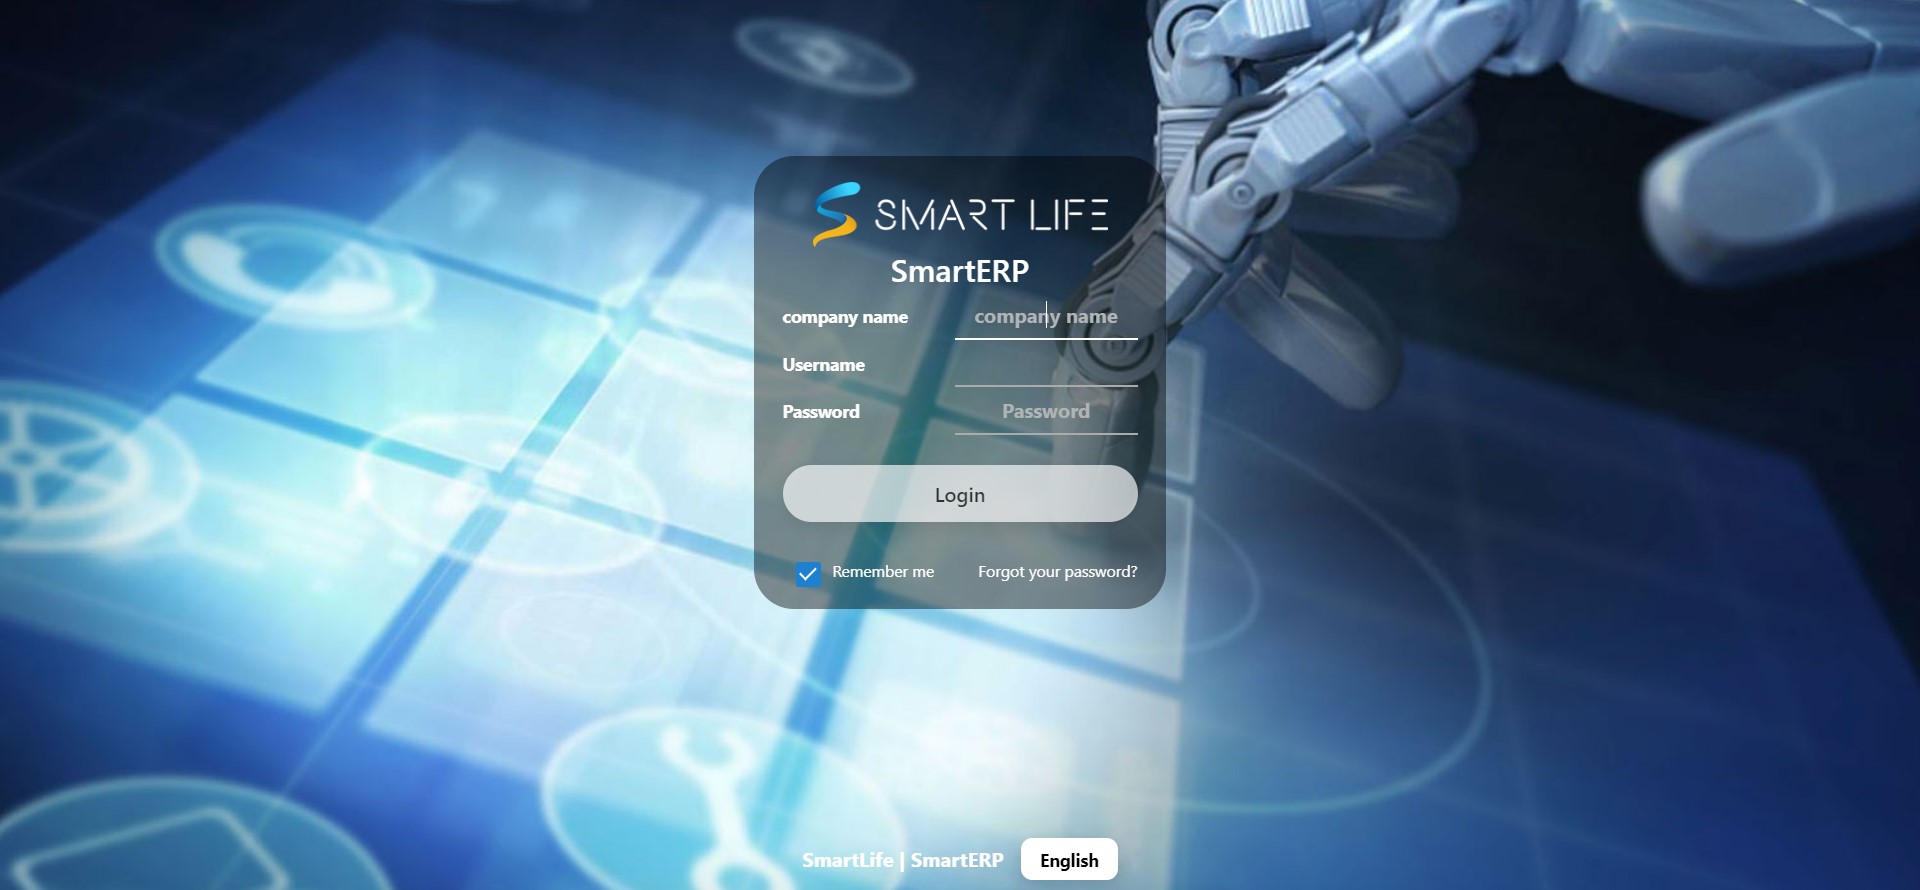 SMART LIFE
SmartERP
company name company name
Username
Password Password
Login
Remember me Forgot your password?
SmartLife | SmartERP English